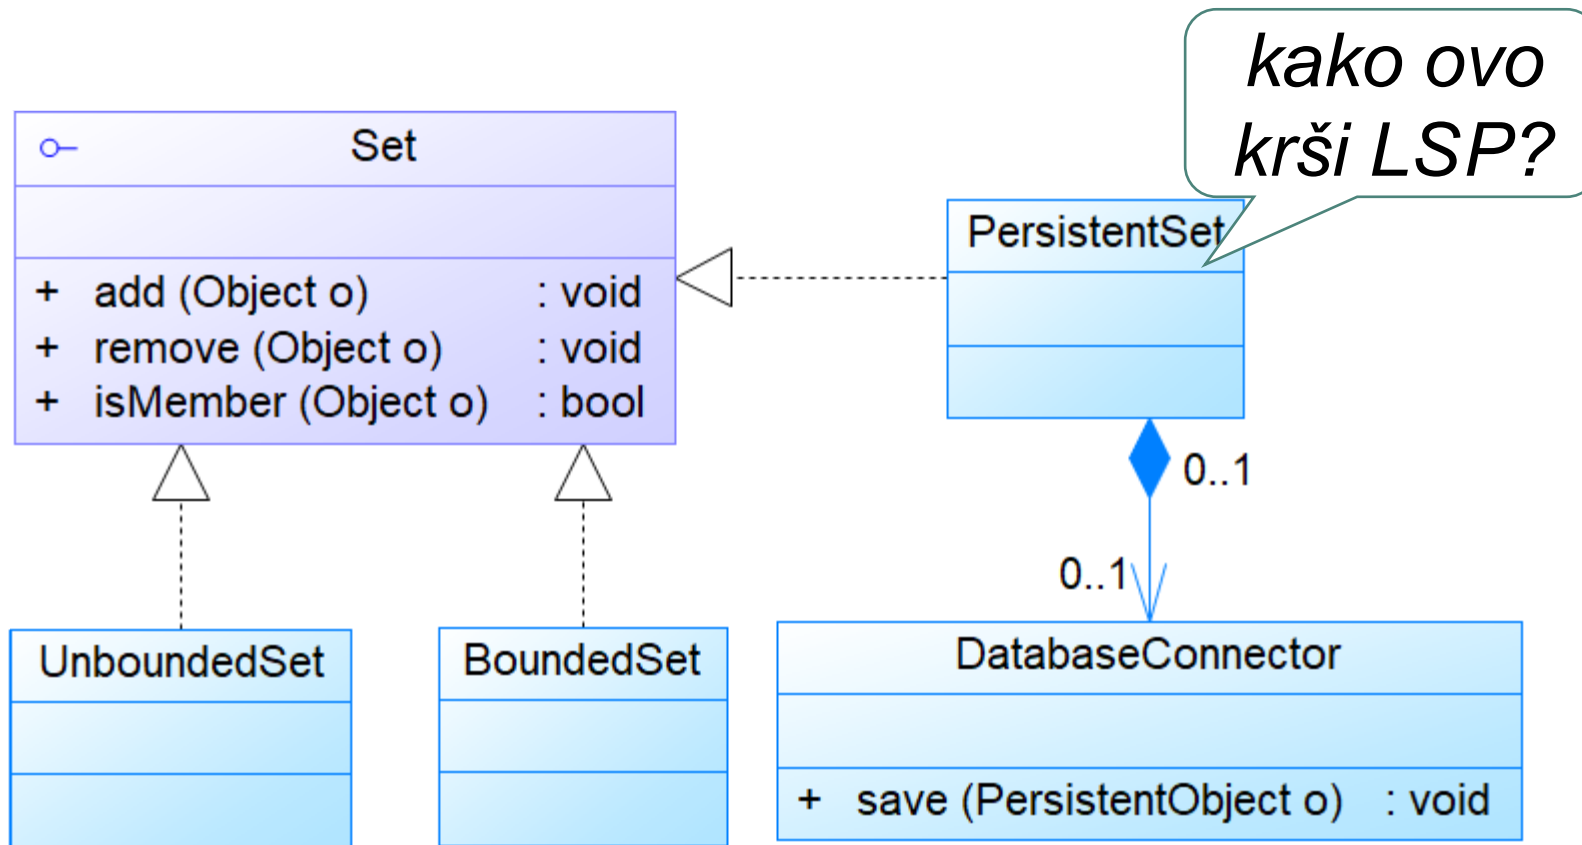 kako ovo
krši LSP?
Set
+ add (Object o) : void
+ remove (Object o) : void
+ isMember (Object o) : bool
PersistentSet
0..1
0..1
UnboundedSet
BoundedSet
DatabaseConnector
+ save (PersistentObject o) : void